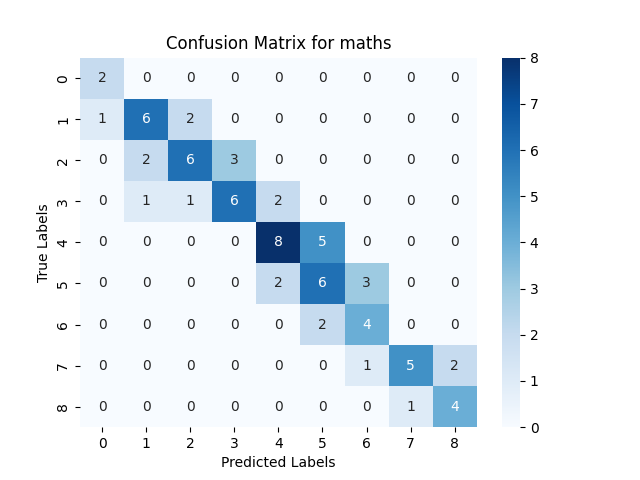 Confusion Matrix for maths
0 2 0 0 0 0 0 0 0 0
1 1 6 2 0 0 0 0 0 0
2 0 2 6 3 0 0 0 0 0
3 0 1 1 6 2 0 0 0 0
4 0 0 0 0 8 5 0 0 0
5 0 0 0 0 2 6 3 0 0
6 0 0 0 0 0 2 4 0 0
7 0 0 0 0 0 0 1 5 2
8 0 0 0 0 0 0 0 1 4
0 1 2 3 4 5 6 7 8
True Labels
Predicted Labels
8
7
6
5
4
3
2
1
0